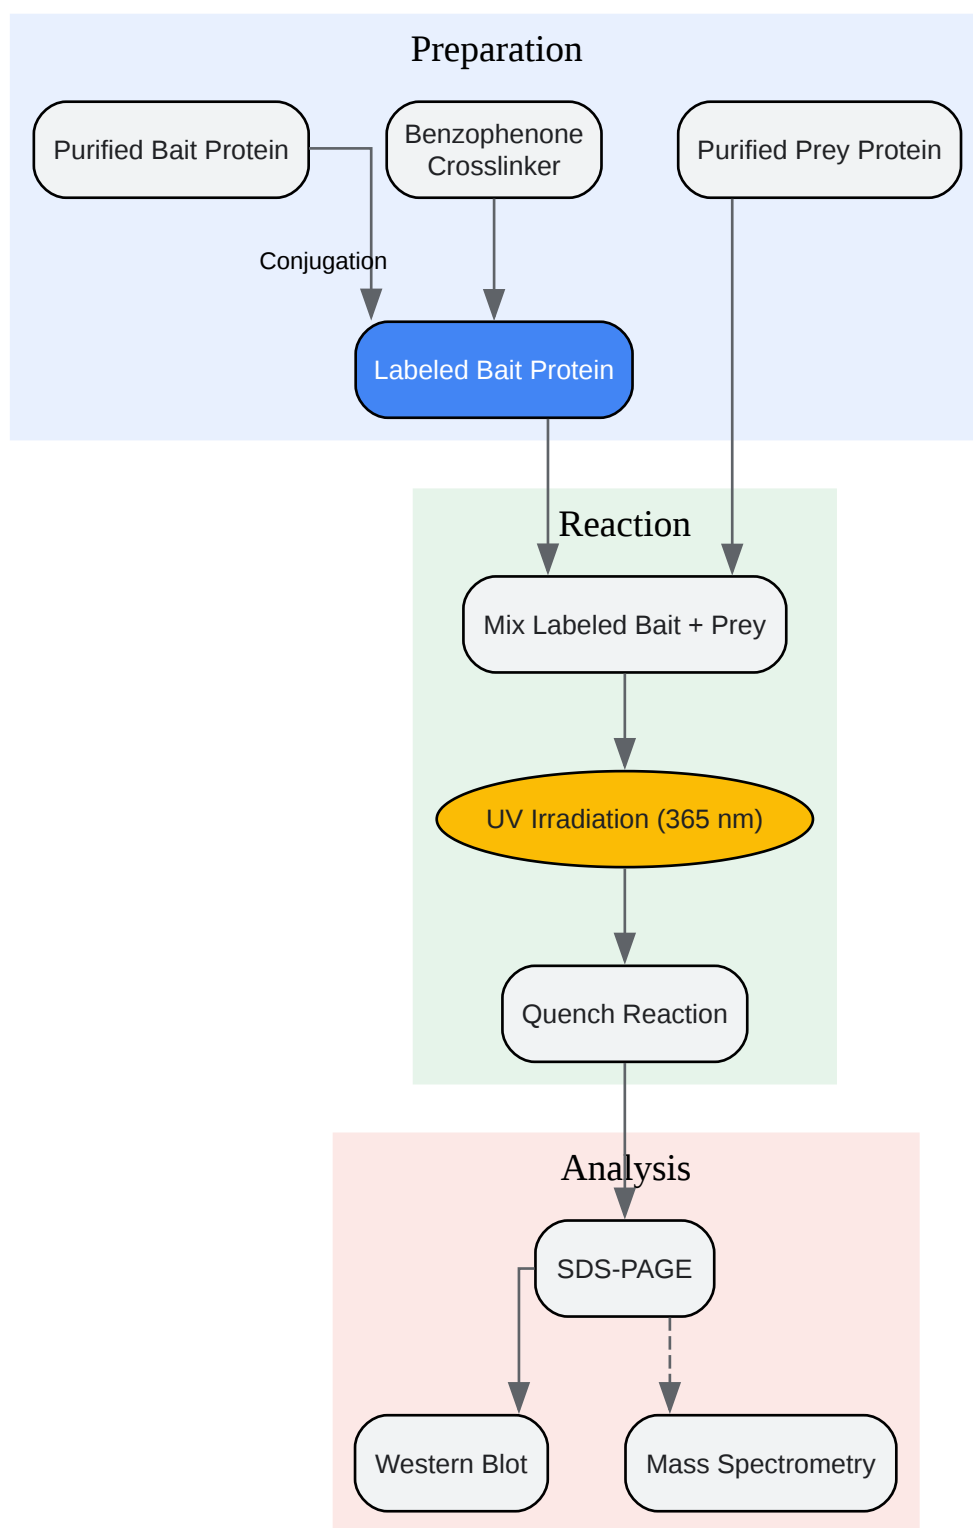 Preparation
Purified Bait Protein
Benzophenone
Crosslinker
Purified Prey Protein
Conjugation
Labeled Bait Protein
Reaction
Mix Labeled Bait + Prey
UV Irradiation (365 nm)
Quench Reaction
Analysis
SDS-PAGE
Western Blot
Mass Spectrometry